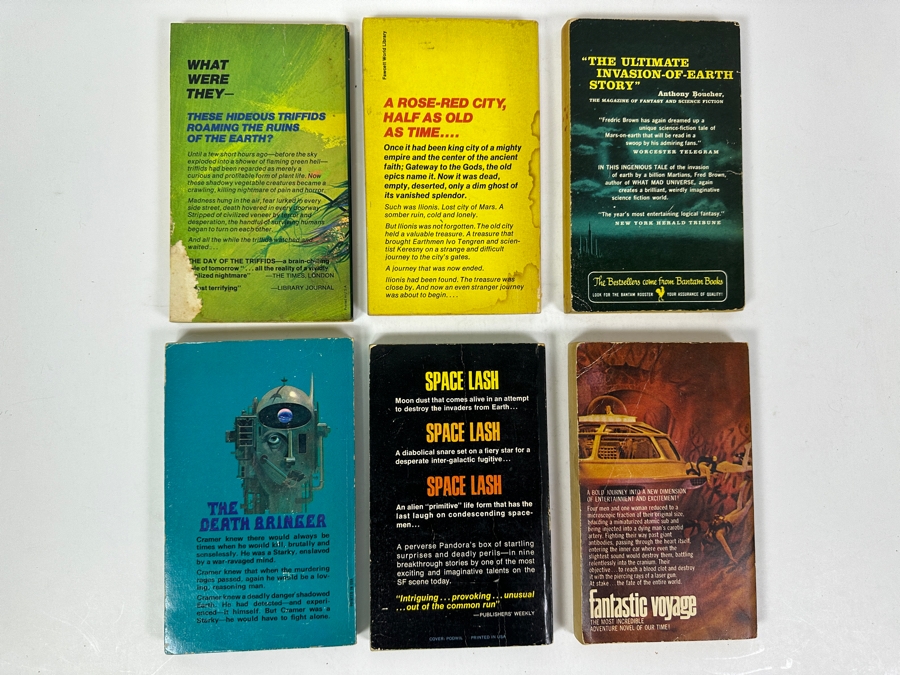 WHAT
WERE
THEY—
THESE HIDEOUS TRIFFIDS
ROAMING THE RUINS
OF THE EARTH?
Until a few short hours ago—before the sky
exploded into a shower of flaming green hell—
triffids had been regarded as merely a
curious and profitable form of plant life. Now
these shadowy vegetable creatures became a
crawling, killing nightmare of pain and horror.
Madness hung in the air, fear lurked in every
side street, death hovered in every doorway.
Stripped of civilized veneer by terror and
desperation, the handful of surviving humans
began to turn on each other.
And all the while the triffids watched and
waited...
THE DAY OF THE TRIFFIDS—a brain-chilling
le of tomorrow "...all the reality of a vividly
alized nightmare" —THE TIMES, LONDON
ost terrifying" —LIBRARY JOURNAL
Fawcett World Library
A ROSE-RED CITY,
HALF AS OLD
AS TIME....
Once it had been king city of a mighty
empire and the center of the ancient
faith; Gateway to the Gods, the old
epics name it. Now it was dead,
empty, deserted, only a dim ghost of
its vanished splendor.
Such was Ilionis. Lost city of Mars. A
somber ruin, cold and lonely.
But Ilionis was not forgotten. The old city
held a valuable treasure. A treasure that
brought Earthmen Ivo Tengren and scien-
tist Keresny on a strange and difficult
journey to the city's gates.
A journey that was now ended.
Ilionis had been found. The treasure was
close by. And now an even stranger journey
was about to begin....
"THE ULTIMATE
INVASION-OF-EARTH
STORY"
Anthony Boucher,
THE MAGAZINE OF FANTASY AND SCIENCE FICTION
"Fredric Brown has again dreamed up a
unique science-fiction tale of
Mars-on-earth that will be read in a
swoop by his admiring fans."
WORCESTER TELEGRAM
IN THIS INGENIOUS TALE of the invasion
of earth by a billion Martians, Fred Brown,
author of WHAT MAD UNIVERSE, again
creates a brilliant, weirdly imaginative
science fiction world.
"The year's most entertaining logical fantasy."
NEW YORK HERALD TRIBUNE
The Bestsellers come from Bantam Books
LOOK FOR THE BANTAM ROOSTER YOUR ASSURANCE OF QUALITY!
THE
DEATH BRINGER
Cramer knew there would always be
times when he would kill, brutally and
senselessly. He was a Starky, enslaved
by a war-ravaged mind.
Cramer knew that when the murdering
rages passed, again he would be a lov-
ing, reasoning man.
Cramer knew a deadly danger shadowed
Earth. He had detected—and experi-
enced—it himself. But Cramer was a
Starky—he would have to fight alone.
SPACE LASH
Moon dust that comes alive in an attempt
to destroy the invaders from Earth...
SPACE LASH
A diabolical snare set on a fiery star for a
desperate inter-galactic fugitive...
SPACE LASH
An alien "primitive" life form that has the
last laugh on condescending space-
men...
A perverse Pandora's box of startling
surprises and deadly perils—in nine
breakthrough stories by one of the most
exciting and imaginative talents on the
SF scene today.
"Intriguing...provoking...unusual
...out of the common run"
—PUBLISHERS' WEEKLY
COVER: PODWIL PRINTED IN USA
A BOLD JOURNEY INTO A NEW DIMENSION
OF ENTERTAINMENT AND EXCITEMENT!
Four men and one woman reduced to a
microscopic fraction of their original size,
boarding a miniaturized atomic sub and
being injected into a dying man's carotid
artery. Fighting their way past giant
antibodies, passing through the heart itself,
entering the inner ear where even the
slightest sound would destroy them, battling
relentlessly into the cranium. Their
objective... to reach a blood clot and destroy
it with the piercing rays of a laser gun.
At stake... the fate of the entire world.
fantastic voyage
THE MOST INCREDIBLE
ADVENTURE NOVEL OF OUR TIME!